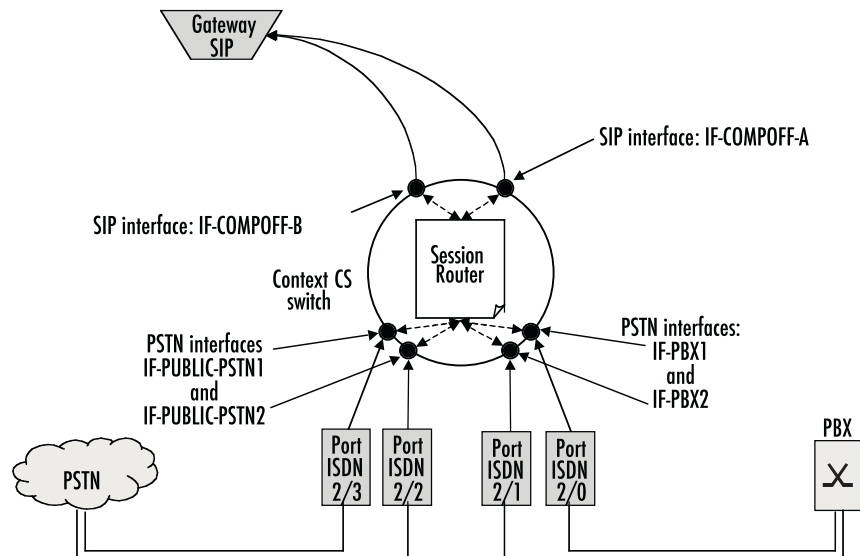 Gateway
SIP
SIP interface: IF-COMPOFF-A
SIP interface: IF-COMPOFF-B
Session
Router
Context CS
switch
PSTN interfaces
IF-PUBLIC-PSTN1
and
IF-PUBLIC-PSTN2
PSTN interfaces:
IF-PBX1
and
IF-PBX2
PSTN
Port
ISDN
2/3
Port
ISDN
2/2
Port
ISDN
2/1
Port
ISDN
2/0
PBX